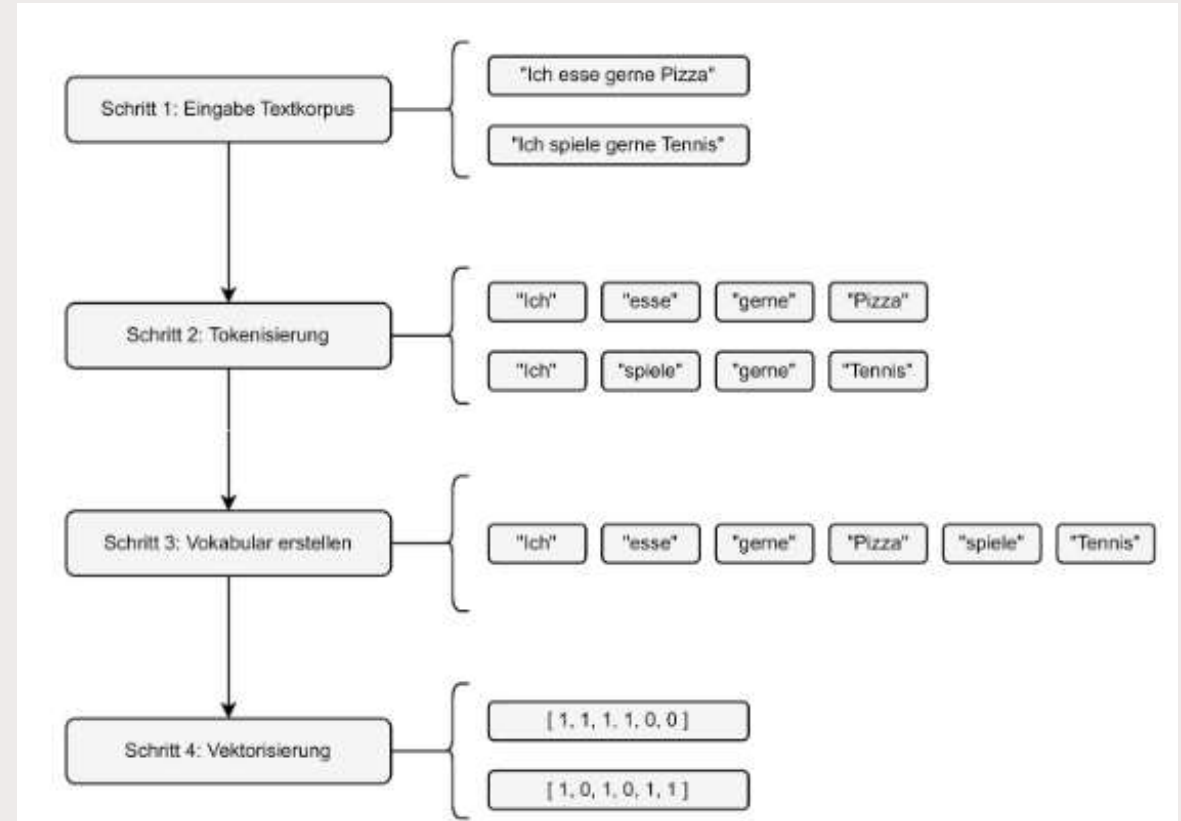 Schritt 1: Eingabe Textkorpus
"Ich esse gerne Pizza"
"Ich spiele gerne Tennis"
Schritt 2: Tokenisierung
"Ich" "esse" "gerne" "Pizza"
"Ich" "spiele" "gerne" "Tennis"
Schritt 3: Vokabular erstellen
"Ich" "esse" "gerne" "Pizza" "spiele" "Tennis"
Schritt 4: Vektorisierung
[ 1, 1, 1, 1, 0, 0 ]
[ 1, 0, 1, 0, 1, 1 ]